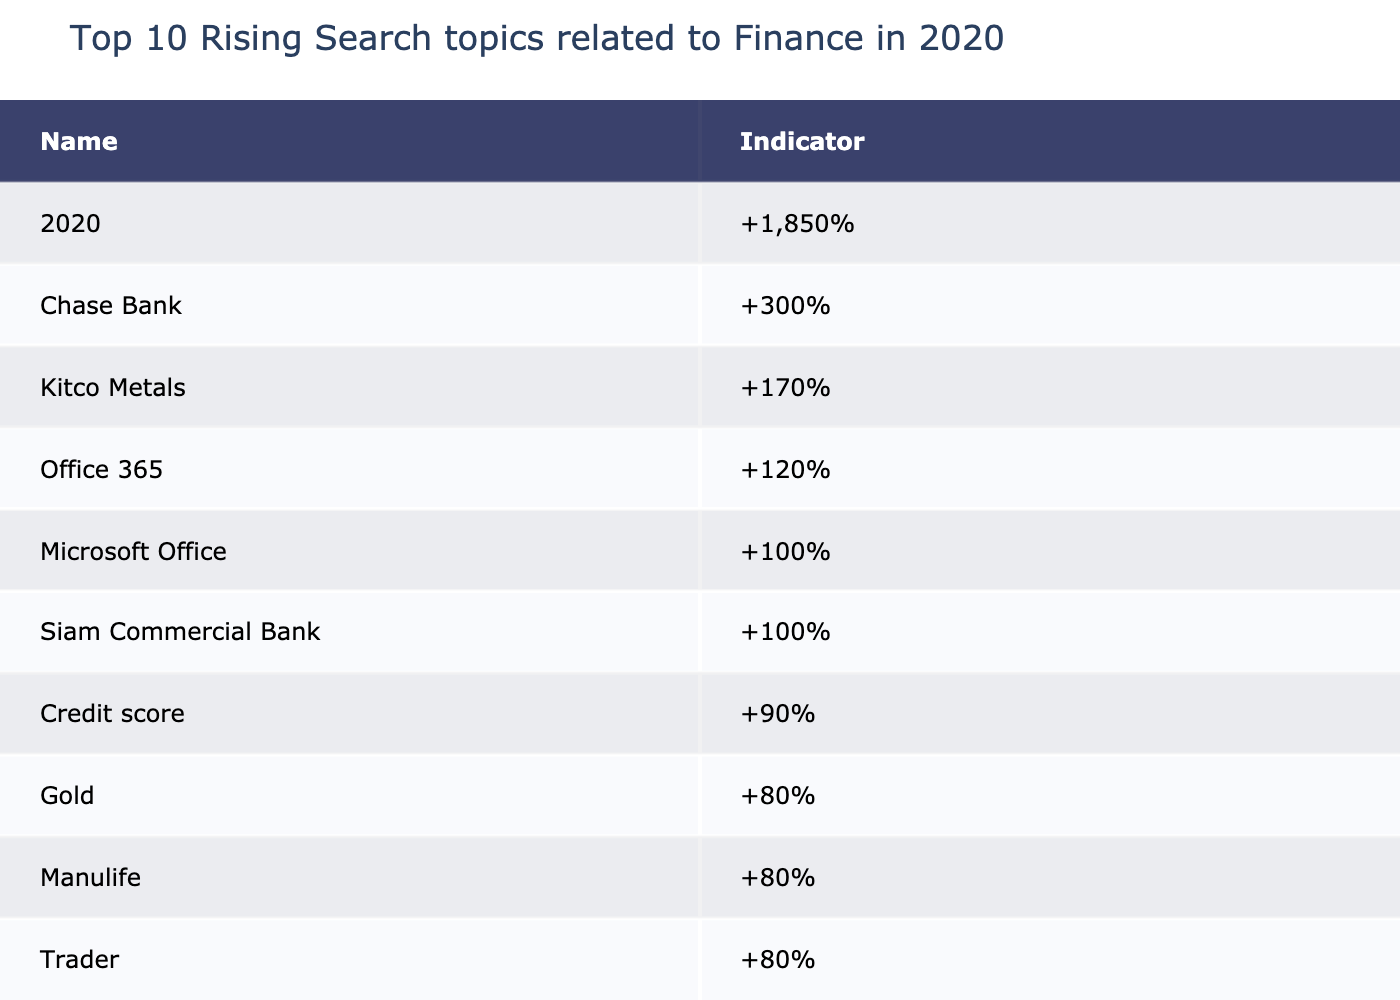 Top 10 Rising Search topics related to Finance in 2020
Name Indicator
2020 +1,850%
Chase Bank +300%
Kitco Metals +170%
Office 365 +120%
Microsoft Office +100%
Siam Commercial Bank +100%
Credit score +90%
Gold +80%
Manulife +80%
Trader +80%